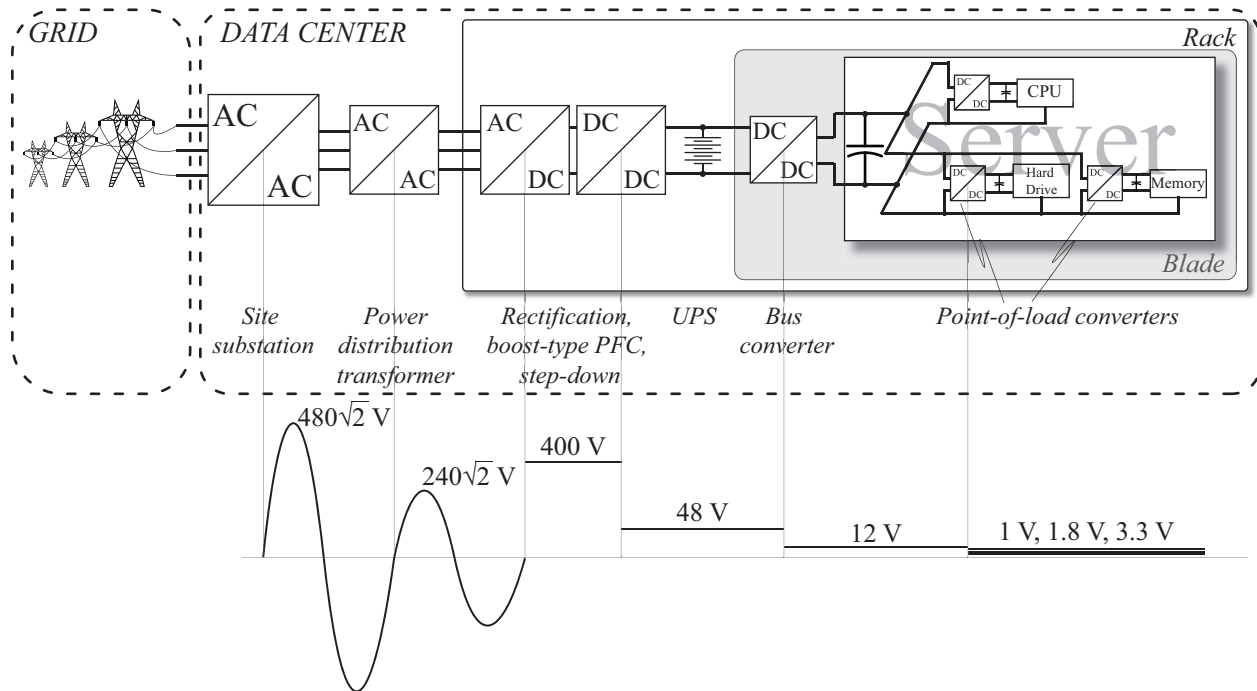 GRID
DATA CENTER
Rack
Server
Blade
AC
AC
AC
AC
AC
DC
DC
DC
DC
DC
DC
DC
CPU
DC
DC
Hard
Drive
DC
DC
Memory
Site
substation
Power
distribution
transformer
Rectification,
boost-type PFC,
step-down
UPS
Bus
converter
Point-of-load converters
480√2 V
240√2 V
400 V
48 V
12 V
1 V, 1.8 V, 3.3 V